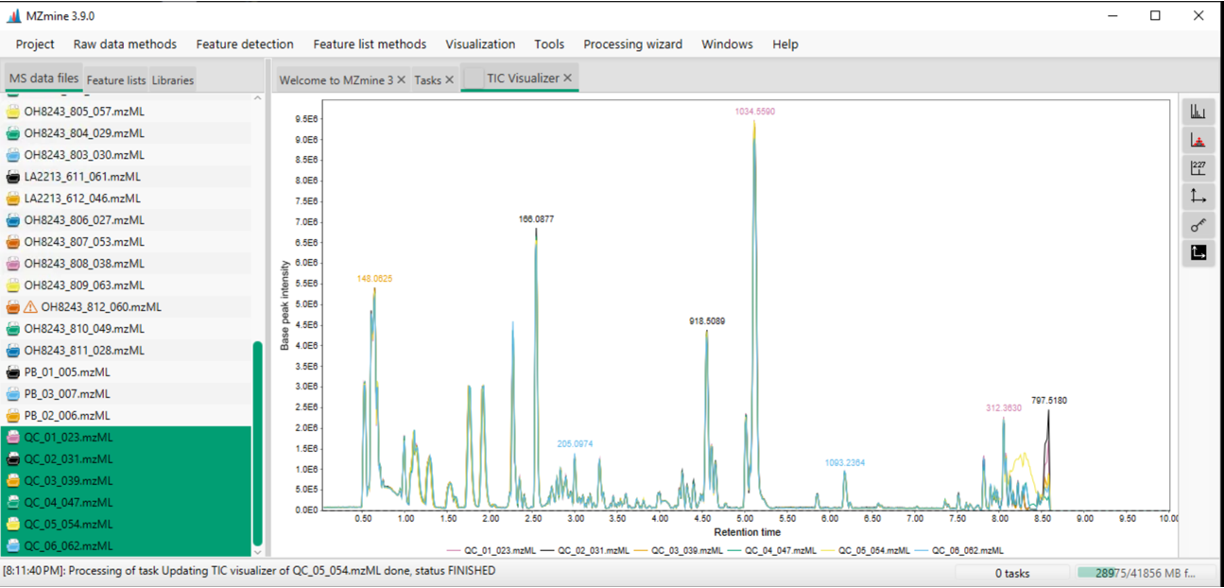 MZmine 3.9.0
Project Raw data methods Feature detection Feature list methods Visualization Tools Processing wizard Windows Help
MS data files Feature lists Libraries
Welcome to MZmine 3 × Tasks × TIC Visualizer ×
OH8243_805_057.mzML
OH8243_804_029.mzML
OH8243_803_030.mzML
LA2213_611_061.mzML
LA2213_612_046.mzML
OH8243_806_027.mzML
OH8243_807_053.mzML
OH8243_808_038.mzML
OH8243_809_063.mzML
OH8243_812_060.mzML
OH8243_810_049.mzML
OH8243_811_028.mzML
PB_01_005.mzML
PB_03_007.mzML
PB_02_006.mzML
QC_01_023.mzML
QC_02_031.mzML
QC_03_039.mzML
QC_04_047.mzML
QC_05_054.mzML
QC_06_062.mzML
Base peak intensity
9.5E6
9.0E6
8.5E6
8.0E6
7.5E6
7.0E6
6.5E6
6.0E6
5.5E6
5.0E6
4.5E6
4.0E6
3.5E6
3.0E6
2.5E6
2.0E6
1.5E6
1.0E6
5.0E5
0.0E0
148.0625
166.0877
205.0974
918.5089
1034.5590
1093.2364
312.3630
797.5180
227
0.50 1.00 1.50 2.00 2.50 3.00 3.50 4.00 4.50 5.00 5.50 6.00 6.50 7.00 7.50 8.00 8.50 9.00 9.50 10.00
Retention time
QC_01_023.mzML QC_02_031.mzML QC_03_039.mzML QC_04_047.mzML QC_05_054.mzML QC_06_062.mzML
[8:11:40 PM]: Processing of task Updating TIC visualizer of QC_05_054.mzML done, status FINISHED
0 tasks
28975/41856 MB f...